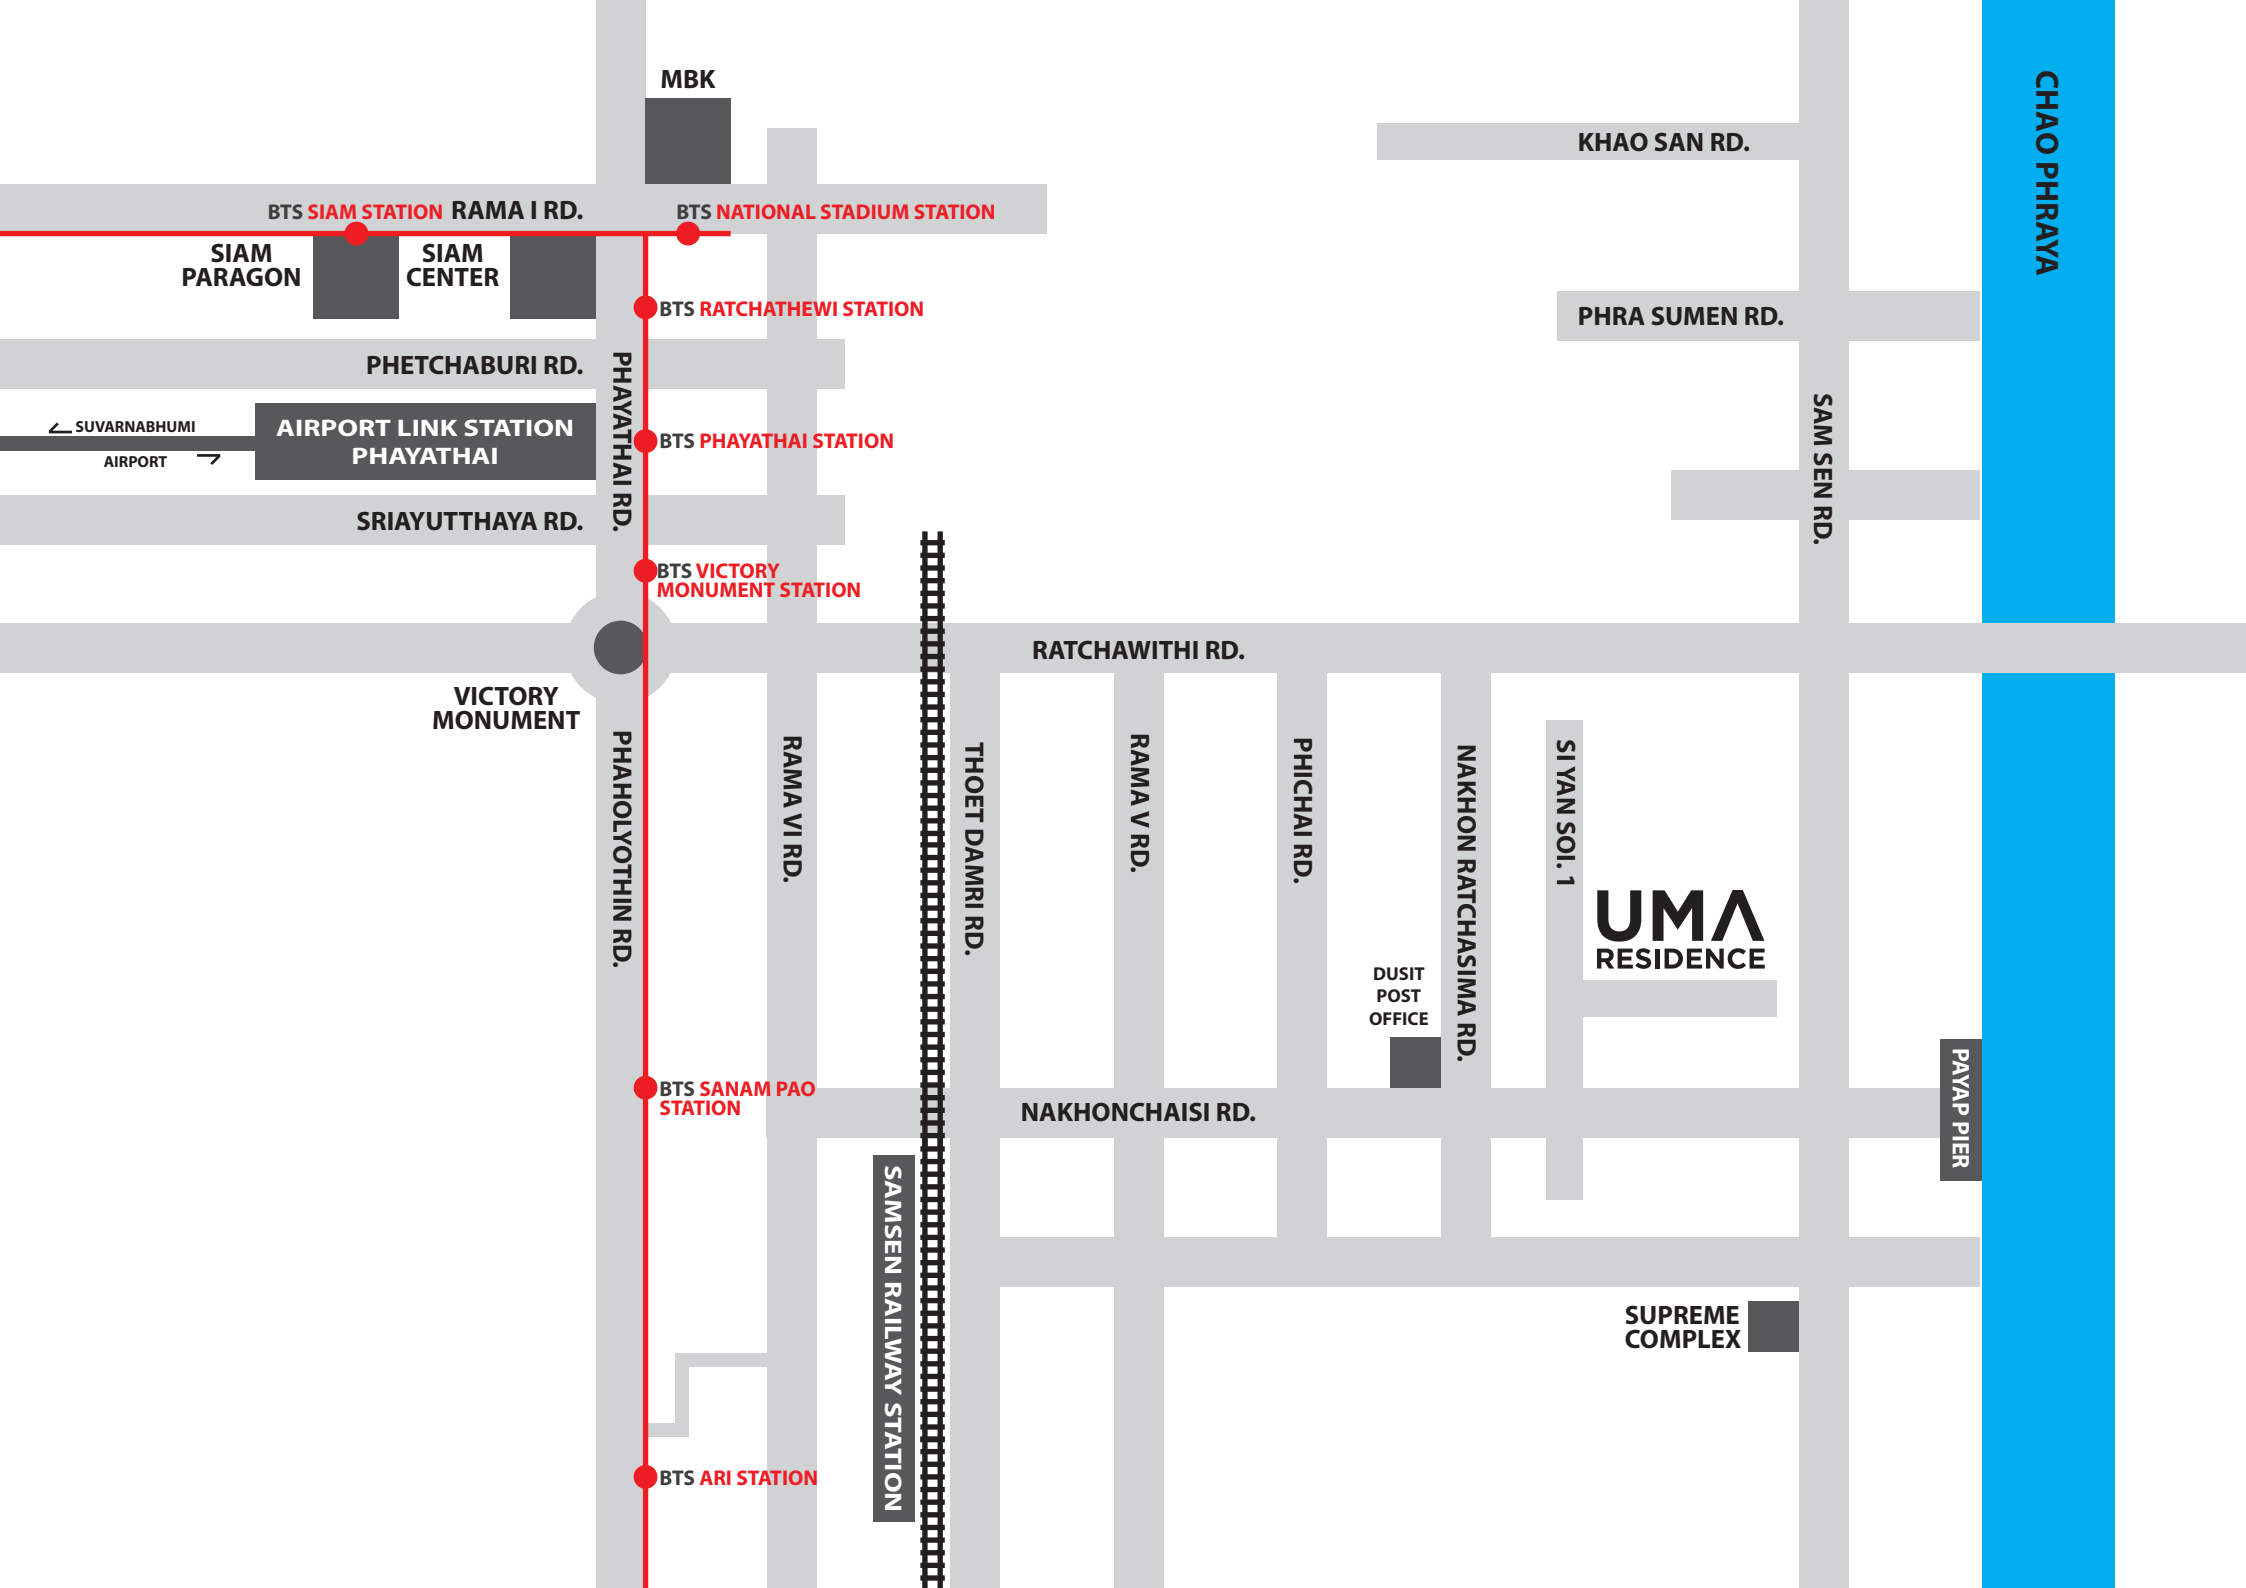 MBK
KHAO SAN RD.
CHAO PHRAYA
BTS SIAM STATION RAMA I RD.
BTS NATIONAL STADIUM STATION
SIAM
PARAGON
SIAM
CENTER
BTS RATCHATHEWI STATION
PHRA SUMEN RD.
PHETCHABURI RD.
PHAYATHAI RD.
SAM SEN RD.
SUVARNABHUMI
AIRPORT
AIRPORT LINK STATION
PHAYATHAI
BTS PHAYATHAI STATION
SRIAYUTTHAYA RD.
BTS VICTORY
MONUMENT STATION
RATCHAWITHI RD.
VICTORY
MONUMENT
PHAHOLYOTHIN RD.
RAMA VI RD.
THOET DAMRI RD.
RAMA V RD.
PHICHAI RD.
NAKHON RATCHASIMA RD.
SI YAN SOI. 1
UMA
RESIDENCE
DUSIT
POST
OFFICE
BTS SANAM PAO
STATION
NAKHONCHAISI RD.
PAYAP PIER
SAMSEN RAILWAY STATION
SUPREME
COMPLEX
BTS ARI STATION